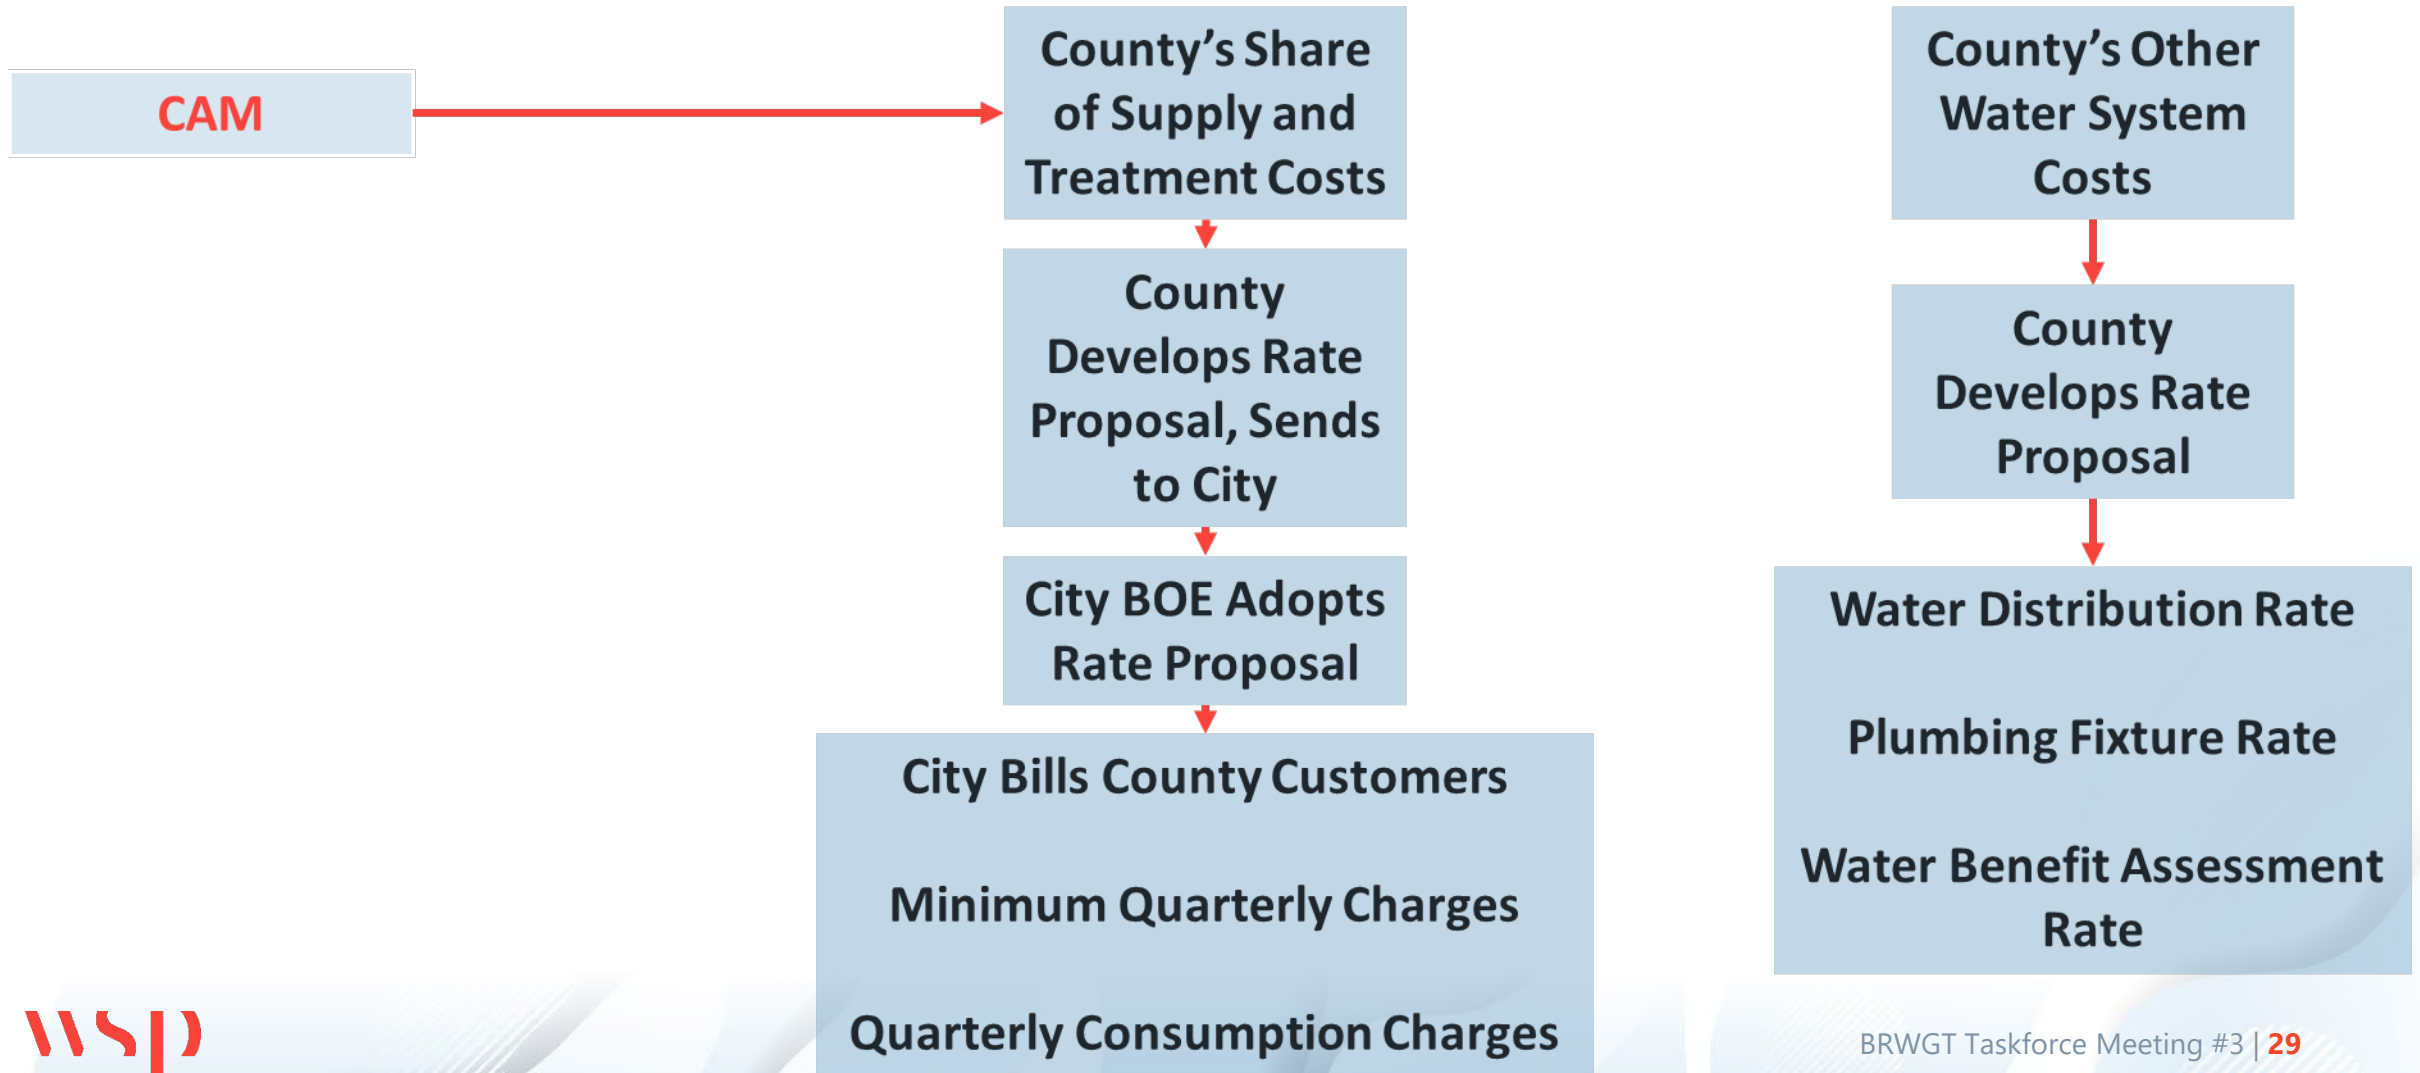 CAM
County’s Share
of Supply and
Treatment Costs
County
Develops Rate
Proposal, Sends
to City
City BOE Adopts
Rate Proposal
City Bills County Customers
Minimum Quarterly Charges
Quarterly Consumption Charges
County’s Other
Water System
Costs
County
Develops Rate
Proposal
Water Distribution Rate
Plumbing Fixture Rate
Water Benefit Assessment
Rate
wsp
BRWGT Taskforce Meeting #3 | 29